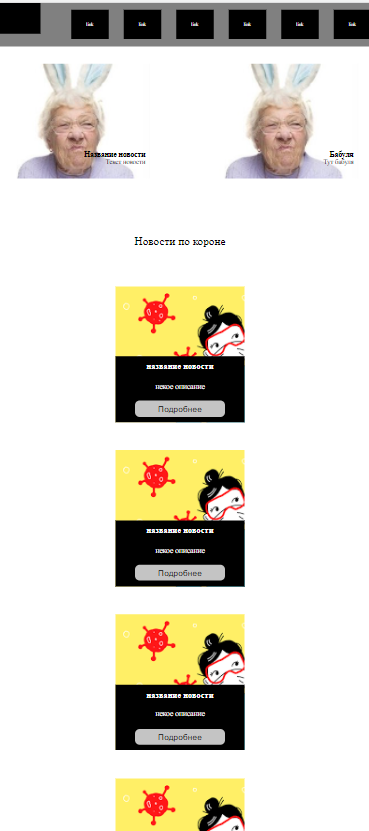 link link link link link link
Название новости
Текст новости
Бабуля
Тут бабуля
Новости по короне
название новости
некое описание
Подробнее
название новости
некое описание
Подробнее
название новости
некое описание
Подробнее